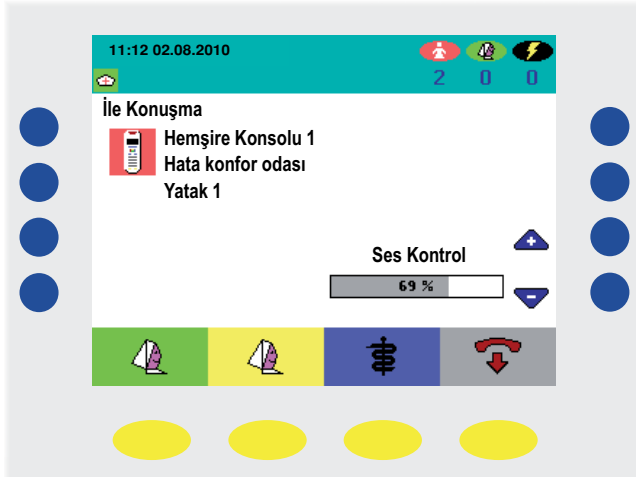 11:12 02.08.2010
2 0 0
İle Konuşma
Hemşire Konsolu 1
Hata konfor odası
Yatak 1
Ses Kontrol
69 %